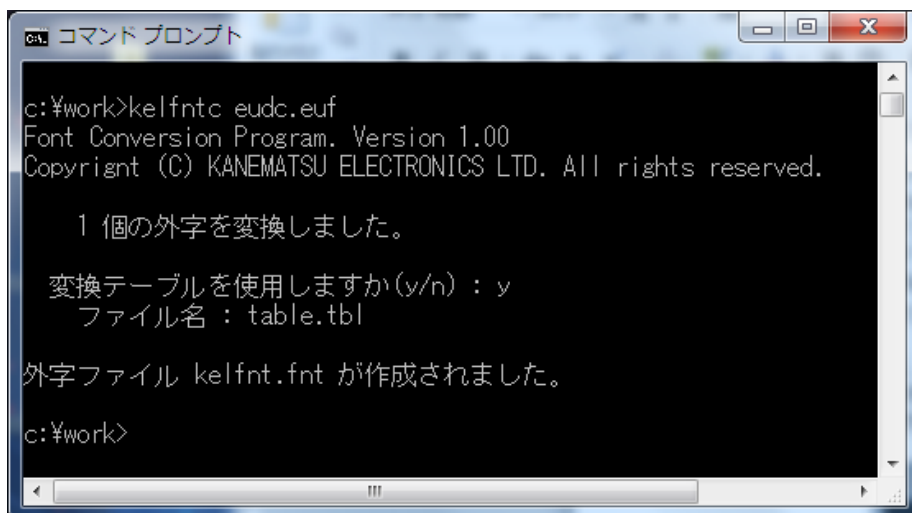 コマンド プロンプト
c:¥work>kelfntc eudc.euf
Font Conversion Program. Version 1.00
Copyrignt (C) KANEMATSU ELECTRONICS LTD. All rights reserved.
1 個の外字を変換しました。
変換テーブルを使用しますか(y/n) : y
ファイル名 : table.tbl
外字ファイル kelfnt.fnt が作成されました。
c:¥work>